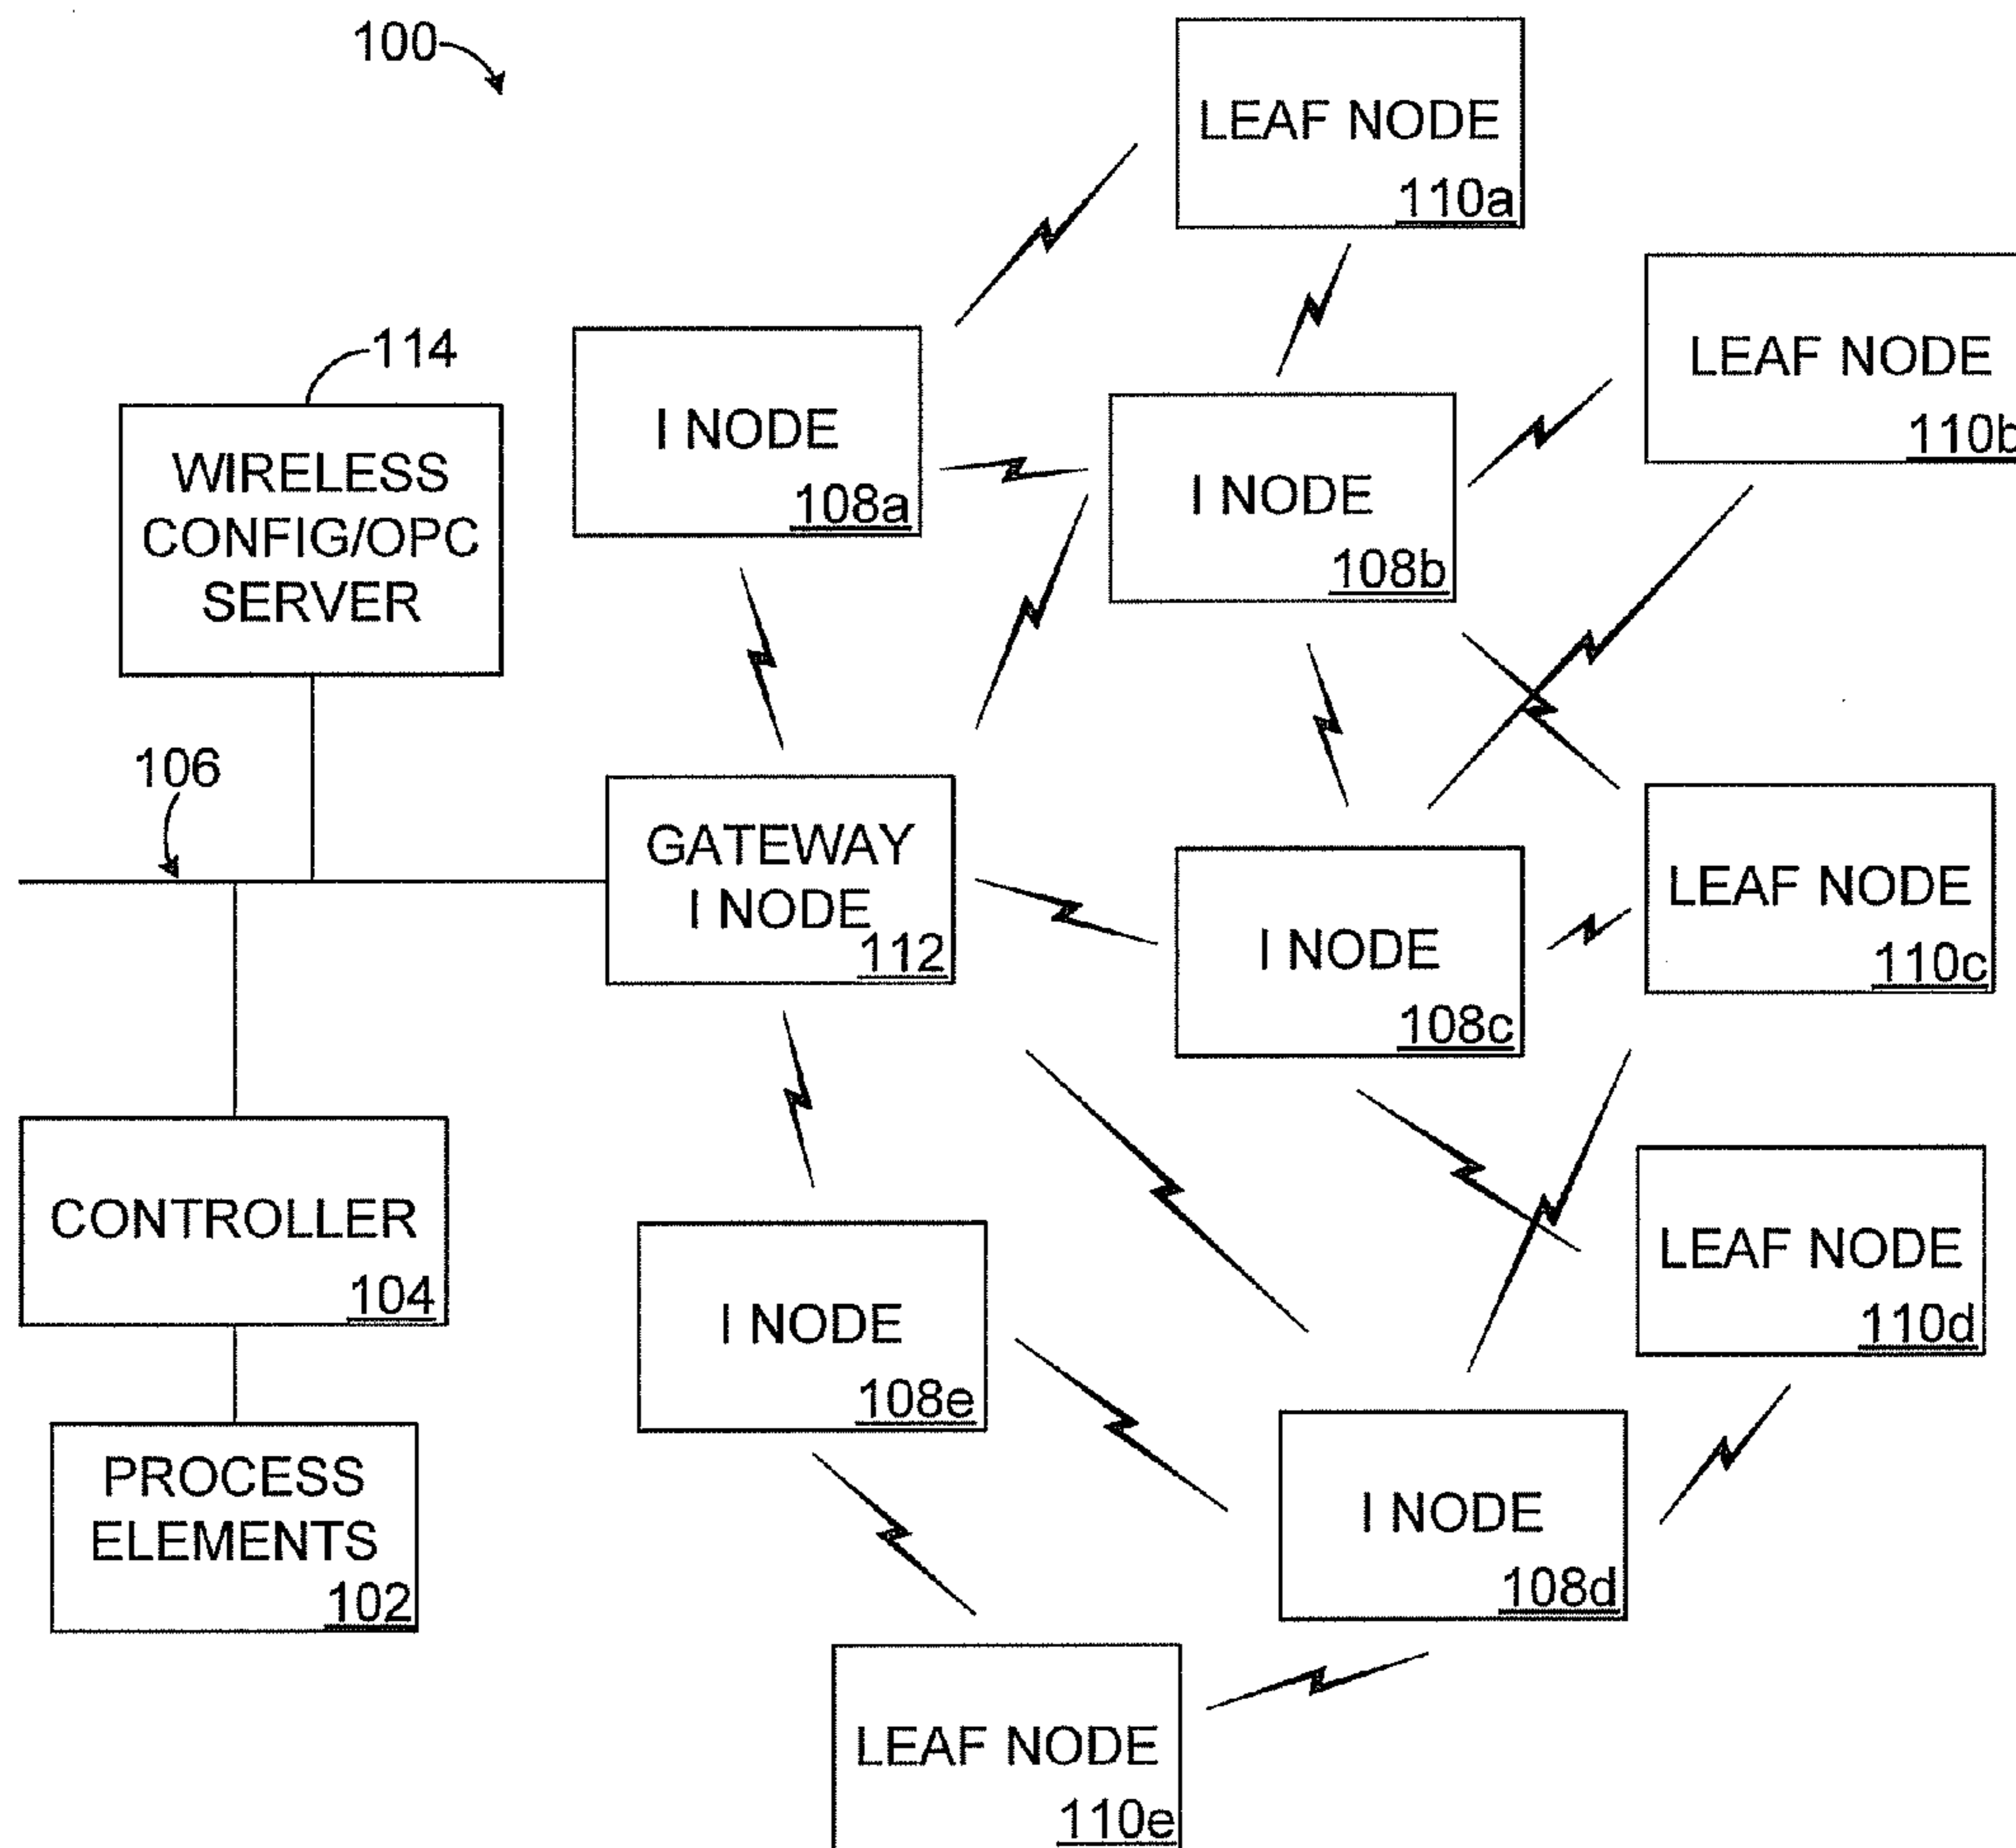 100
LEAF NODE
110a
LEAF NODE
110b
114
WIRELESS
CONFIG/OPC
SERVER
I NODE
108a
I NODE
108b
106
GATEWAY
I NODE
112
I NODE
108c
LEAF NODE
110c
CONTROLLER
104
I NODE
108e
LEAF NODE
110d
PROCESS
ELEMENTS
102
I NODE
108d
LEAF NODE
110e